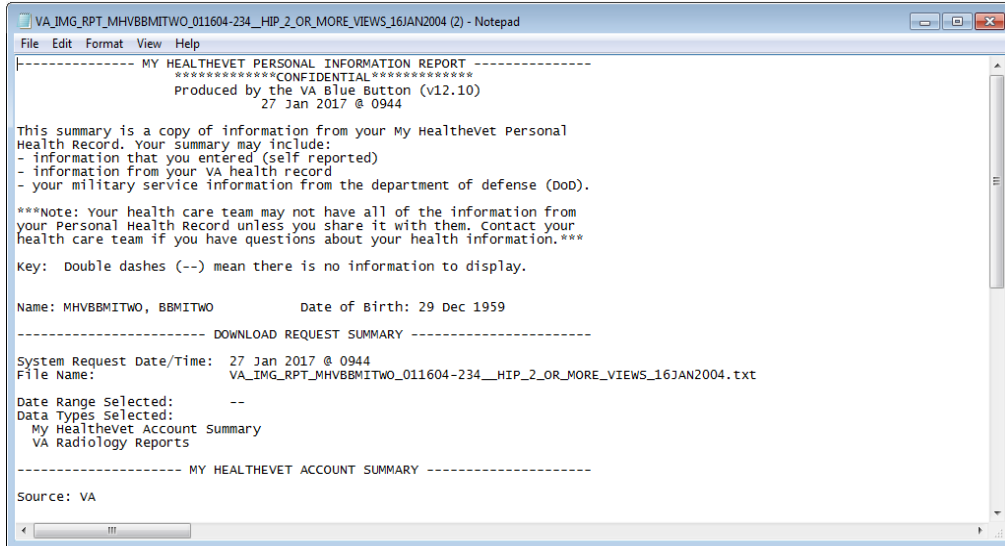 VA_IMG_RPT_MHVBBMITWO_011604-234__HIP_2_OR_MORE_VIEWS_16JAN2004 (2) - Notepad
File Edit Format View Help
--------------- MY HEALTHEVET PERSONAL INFORMATION REPORT ---------------
*************CONFIDENTIAL*************
Produced by the VA Blue Button (v12.10)
27 Jan 2017 @ 0944
This summary is a copy of information from your My HealtheVet Personal
Health Record. Your summary may include:
- information that you entered (self reported)
- information from your VA health record
- your military service information from the department of defense (DoD).
***Note: Your health care team may not have all of the information from
your Personal Health Record unless you share it with them. Contact your
health care team if you have questions about your health information.***
Key:  Double dashes (--) mean there is no information to display.
Name: MHVBBMITWO, BBMITWO           Date of Birth: 29 Dec 1959
------------------------ DOWNLOAD REQUEST SUMMARY -----------------------
System Request Date/Time:  27 Jan 2017 @ 0944
File Name:                 VA_IMG_RPT_MHVBBMITWO_011604-234__HIP_2_OR_MORE_VIEWS_16JAN2004.txt
Date Range Selected:       --
Data Types Selected:
My HealtheVet Account Summary
VA Radiology Reports
--------------------- MY HEALTHEVET ACCOUNT SUMMARY ---------------------
Source: VA